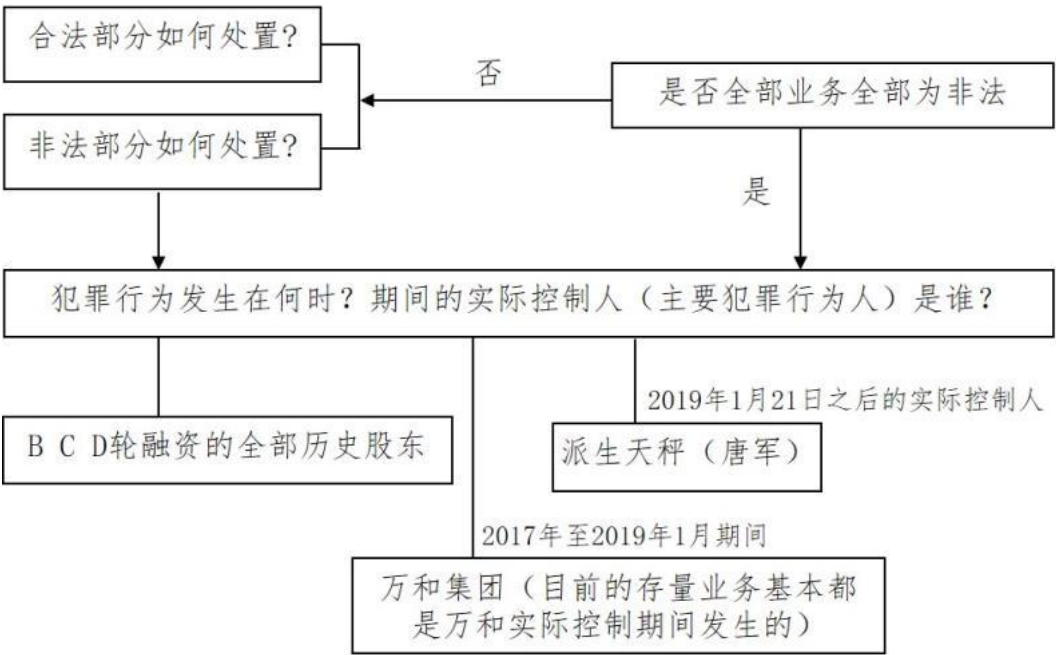 合法部分如何处置?
否
是否全部业务全部为非法
非法部分如何处置?
是
犯罪行为发生在何时?期间的实际控制人（主要犯罪行为人）是谁?
2019年1月21日之后的实际控制人
B C D轮融资的全部历史股东
派生天秤（唐军）
2017年至2019年1月期间
万和集团（目前的存量业务基本都
是万和实际控制期间发生的）